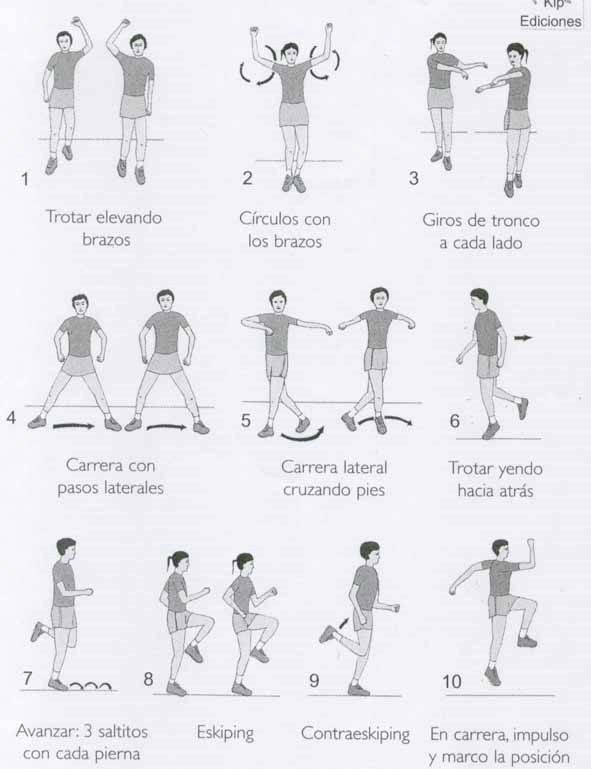 Kip
Ediciones
1
Trotar elevando
brazos
2
Círculos con
los brazos
3
Giros de tronco
a cada lado
4
Carrera con
pasos laterales
5
Carrera lateral
cruzando pies
6
Trotar yendo
hacia atrás
7
Avanzar: 3 saltitos
con cada pierna
8
Eskiping
9
Contraeskiping
10
En carrera, impulso
y marco la posición